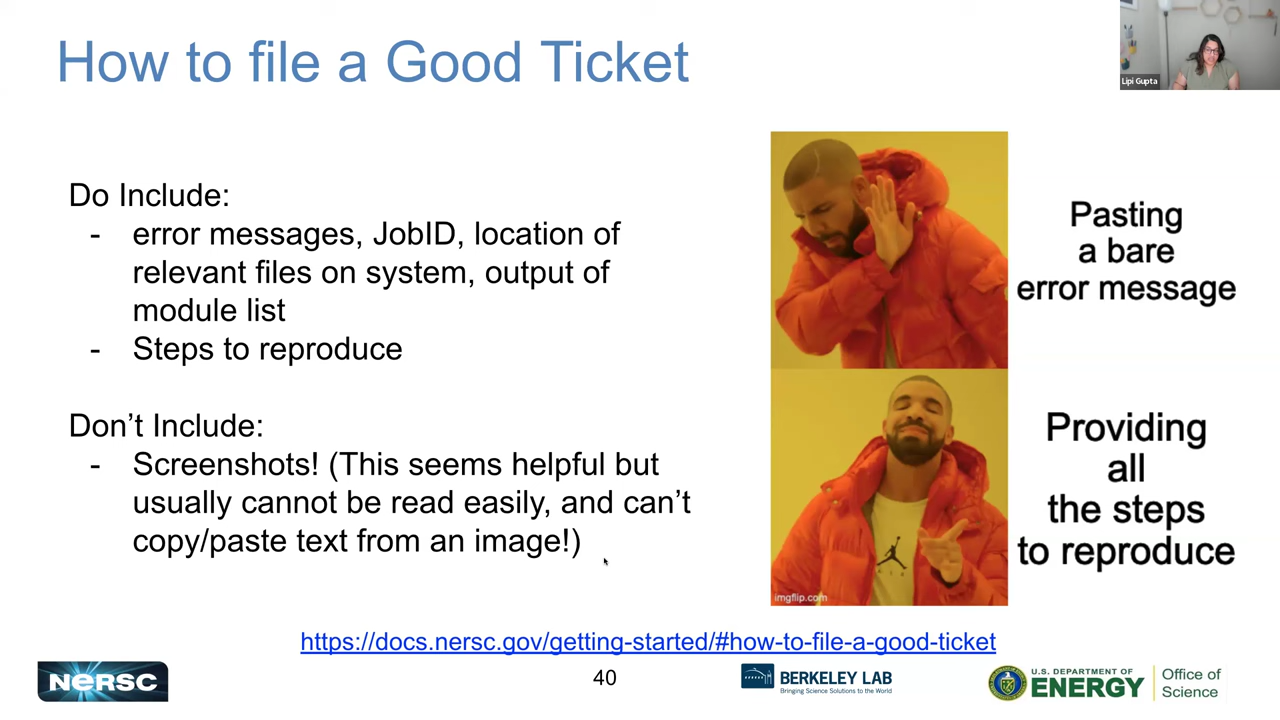 How to file a Good Ticket
Lipi Gupta
Do Include:
- error messages, JobID, location of
relevant files on system, output of
module list
- Steps to reproduce
Don't Include:
- Screenshots! (This seems helpful but
usually cannot be read easily, and can't
copy/paste text from an image!)
Pasting
a bare
error message
Providing
all
the steps
to reproduce
imgflip.com
https://docs.nersc.gov/getting-started/#how-to-file-a-good-ticket
NERSC
40
BERKELEY LAB
Bringing Science Solutions to the World
U.S. DEPARTMENT OF
ENERGY
Office of
Science